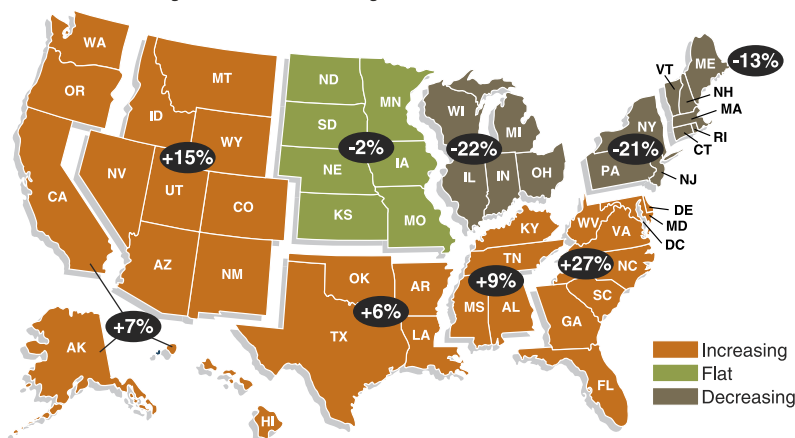 WA
OR
CA
NV
ID
MT
WY
+15%
UT
CO
AZ
NM
AK
+7%
HI
ND
MN
SD
-2%
NE
IA
KS
MO
OK
AR
+6%
TX
LA
WI
MI
-22%
IL
IN
OH
KY
TN
+9%
MS
AL
ME
-13%
VT
NH
MA
NY
RI
-21%
CT
PA
NJ
DE
WV
MD
VA
DC
+27%
NC
SC
GA
FL
Increasing
Flat
Decreasing